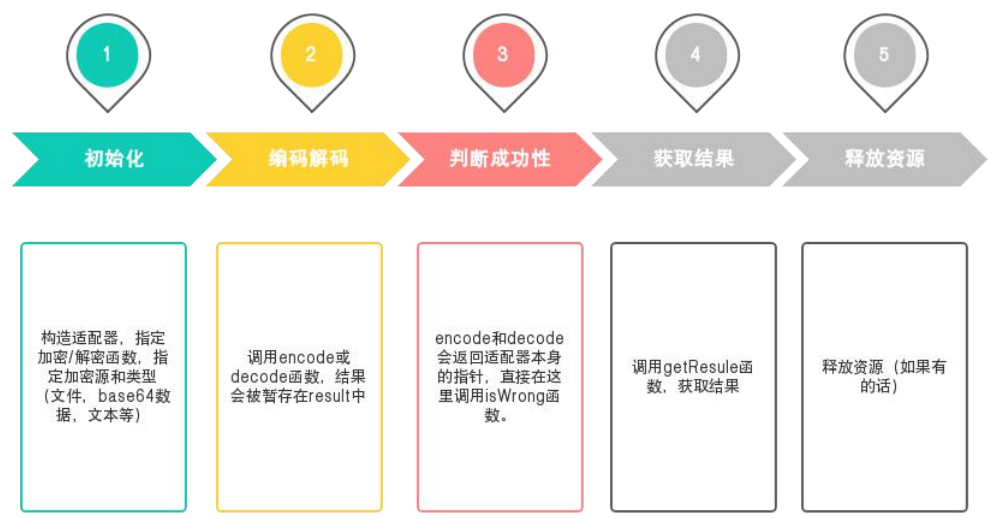 1
2
3
4
5
初始化
编码解码
判断成功性
获取结果
释放资源
构造适配器，指定
加密/解密函数，指
定加密源和类型
（文件，base64数
据，文本等）
调用encode或
decode函数，结果
会被暂存在result中
encode和decode
会返回适配器本身
的指针，直接在这
里调用isWrong函
数。
调用getResule函
数，获取结果
释放资源（如果有
的话）